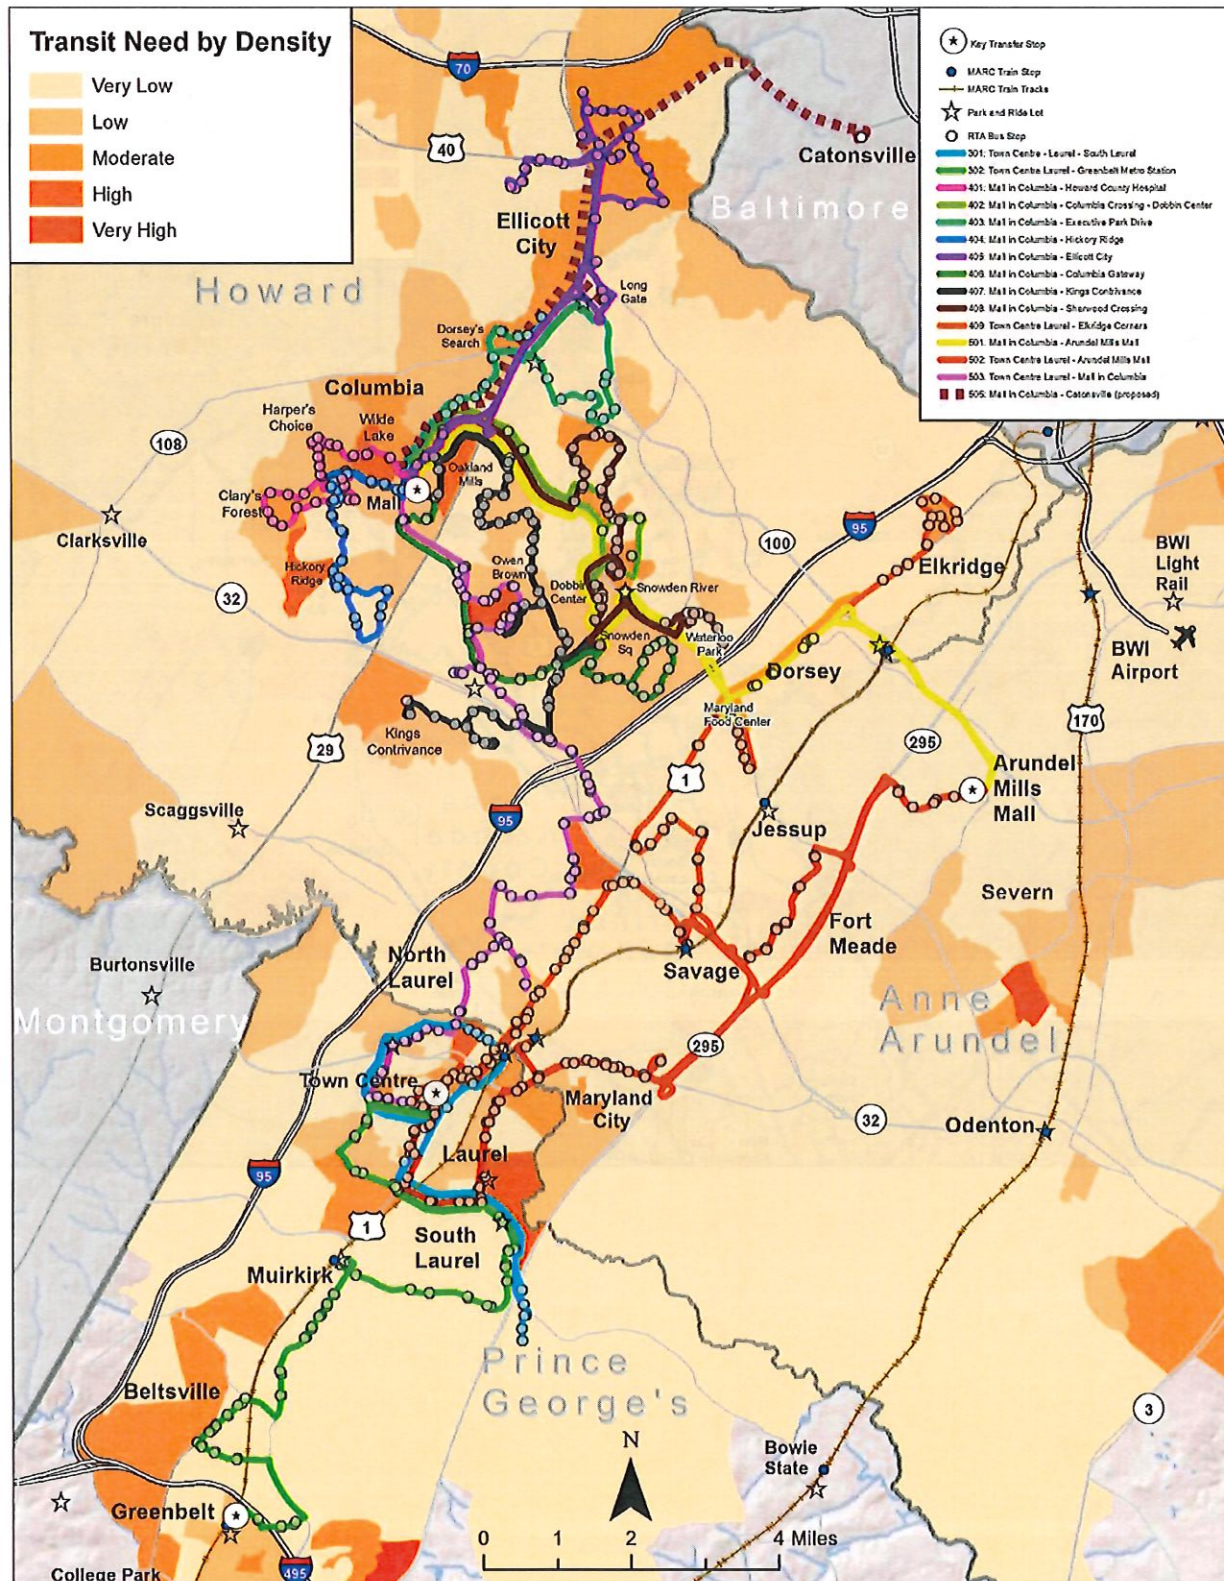 Transit Need by Density
Very Low
Low
Moderate
High
Very High
Key Transfer Stop
MARC Train Stop
MARC Train Tracks
Park and Ride Lot
RTA Bus Stop
301: Town Centre - Laurel - South Laurel
302: Town Centre Laurel - Greenbelt Metro Station
401: Mall in Columbia - Howard County Hospital
402: Mall in Columbia - Columbia Crossing - Dobbin Center
403: Mall in Columbia - Executive Park Drive
404: Mall in Columbia - Hickory Ridge
405: Mall in Columbia - Ellicott City
406: Mall in Columbia - Columbia Gateway
407: Mall in Columbia - Kings Contrivance
408: Mall in Columbia - Sherwood Crossing
409: Town Centre Laurel - Elkridge Corners
501: Mall in Columbia - Arundel Mills Mall
502: Town Centre Laurel - Arundel Mills Mall
503: Town Centre Laurel - Mall in Columbia
505: Mall in Columbia - Catonsville (proposed)
70
40
Catonsville
Baltimore
Ellicott
City
Howard
Long
Gate
Dorsey's
Search
Columbia
Harper's
Choice
Wilde
Lake
108
Oakland
Mills
Mall
Clary's
Forest
Clarksville
95
100
Elkridge
BWI
Light
Rail
Hickory
Ridge
32
Owen
Brown
Dobbin
Center
Snowden River
Snowden
Sq
Waterloo
Park
Dorsey
BWI
Airport
Maryland
Food Center
Kings
Contrivance
29
295
170
1
Arundel
Mills
Mall
Scaggsville
95
Jessup
Severn
Fort
Meade
North
Laurel
Savage
Burtonsville
Montgomery
Anne
Arundel
295
Town Centre
Maryland
City
32
Odenton
Laurel
95
1
South
Laurel
Muirkirk
Prince
George's
Beltsville
3
N
Bowie
State
Greenbelt
0 1 2 4 Miles
College Park
495